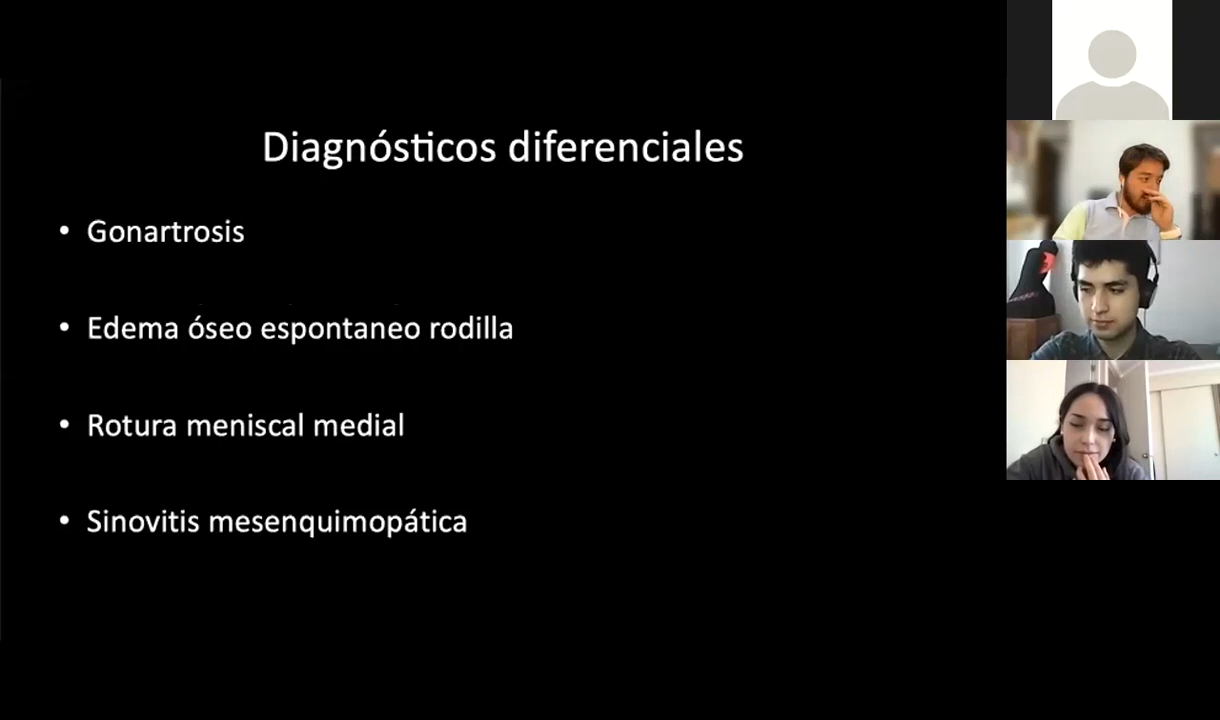 Diagnósticos diferenciales
• Gonartrosis
• Edema óseo espontaneo rodilla
• Rotura meniscal medial
• Sinovitis mesenquimopática